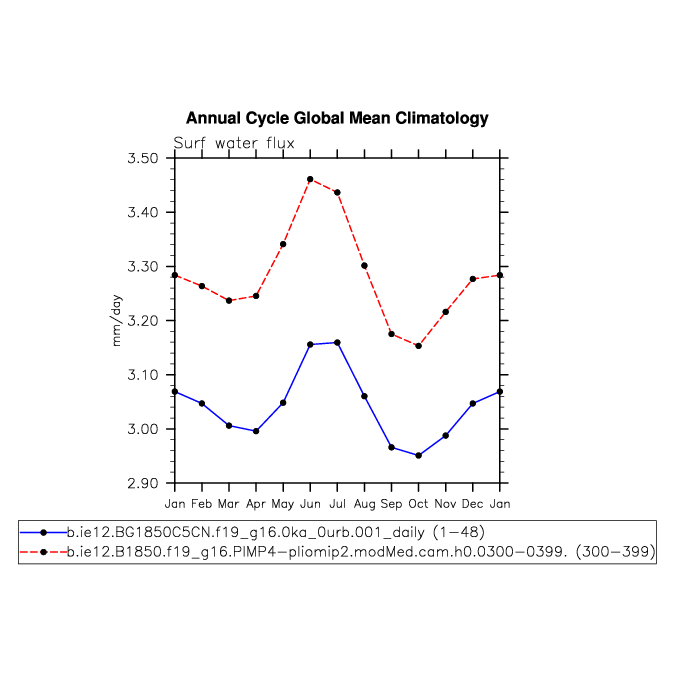 Annual Cycle Global Mean Climatology
Surf water flux
3.50
3.40
3.30
3.20
3.10
3.00
2.90
mm/day
Jan Feb Mar Apr May Jun Jul Aug Sep Oct Nov Dec Jan
b.ie12.BG1850C5CN.f19_g16.0ka_0urb.001_daily (1-48)
b.ie12.B1850.f19_g16.PIMP4-pliomip2.modMed.cam.h0.0300-0399. (300-399)